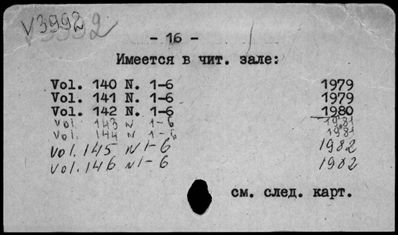 V3992
- 16 -
Имеется в чит. зале:
Vol. 140 N. 1-6 1979
Vol. 141 N. 1-6 1979
Vol. 142 N. 1-6 1980
Vol. 143 N 1-6 1981
Vol. 144 N 1-6 1981
Vol. 145 N 1-6 1982
Vol. 146 N 1-6 1982
см. след. карт.